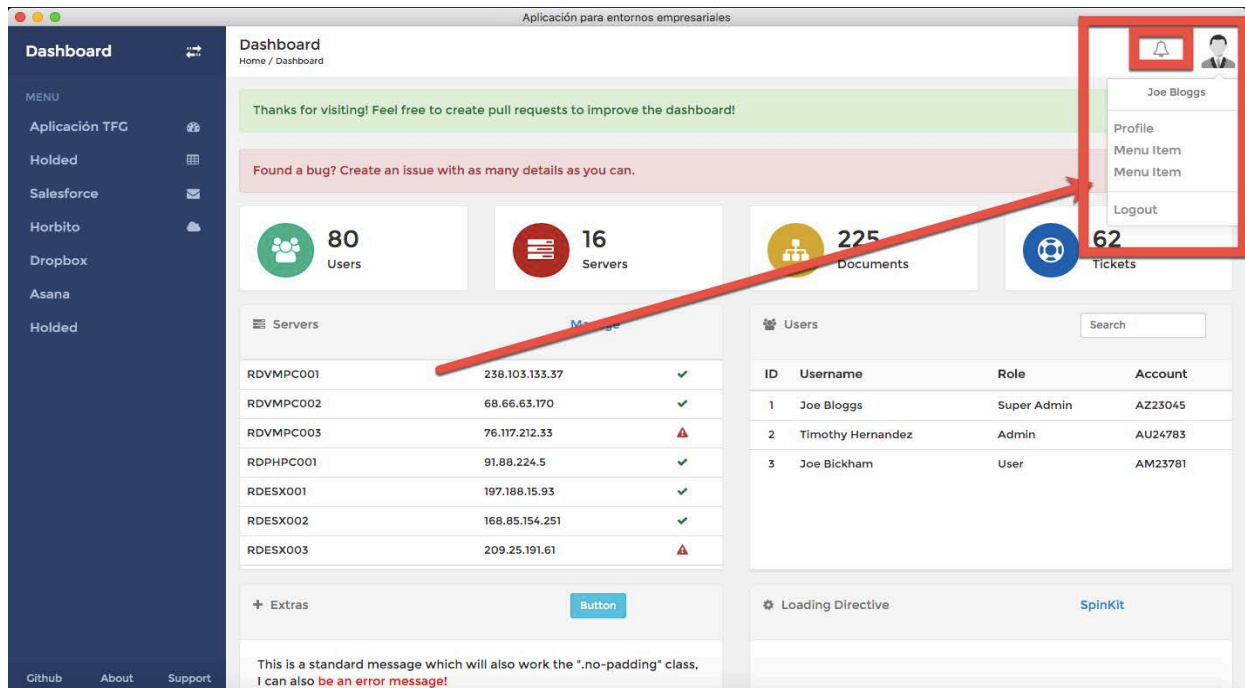 Aplicación para entornos empresariales
Dashboard
MENU
Aplicación TFG
Holded
Salesforce
Horbito
Dropbox
Asana
Holded
Github About Support
Dashboard
Home / Dashboard
Joe Bloggs
Profile
Menu Item
Menu Item
Logout
Thanks for visiting! Feel free to create pull requests to improve the dashboard!
Found a bug? Create an issue with as many details as you can.
80
Users
16
Servers
225
Documents
62
Tickets
Servers Manage
RDVMPC001 238.103.133.37
RDVMPC002 68.66.63.170
RDVMPC003 76.117.212.33
RDPHPC001 91.88.224.5
RDESX001 197.188.15.93
RDESX002 168.85.154.251
RDESX003 209.25.191.61
Users Search
ID Username Role Account
1 Joe Bloggs Super Admin AZ23045
2 Timothy Hernandez Admin AU24783
3 Joe Bickham User AM23781
Extras Button
This is a standard message which will also work the ".no-padding" class,
I can also be an error message!
Loading Directive SpinKit